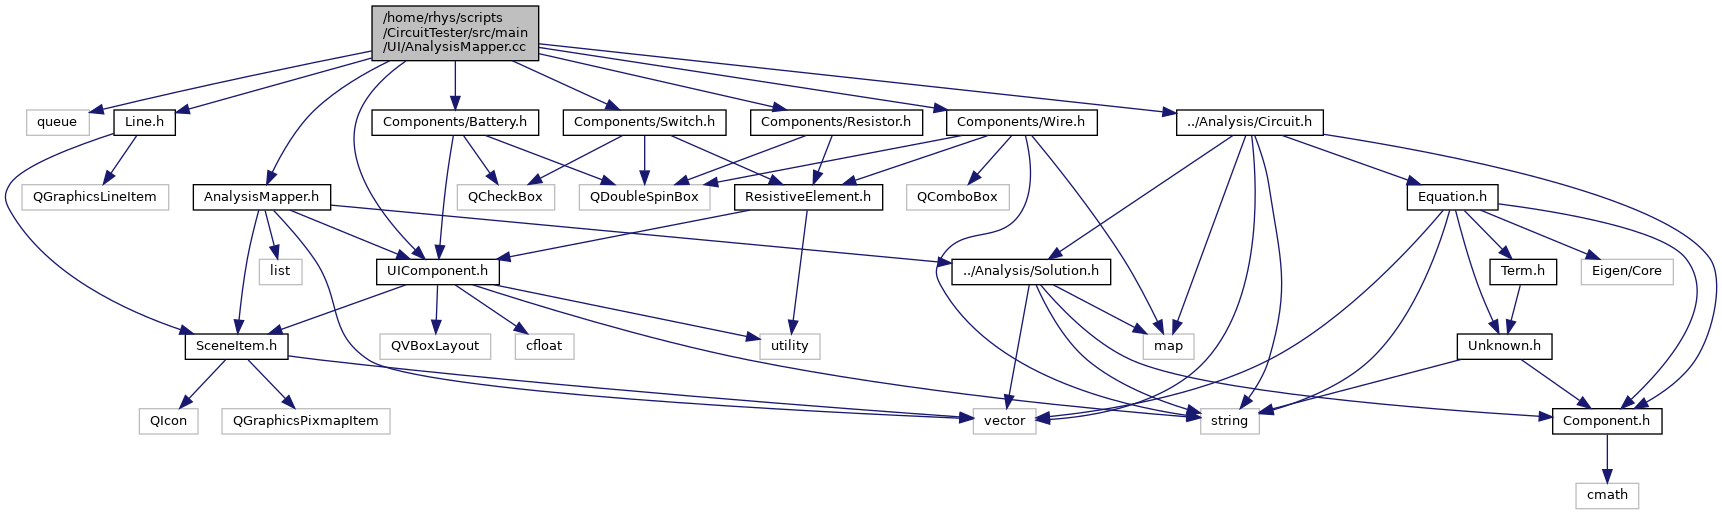 /home/rhys/scripts
/CircuitTester/src/main
/UI/AnalysisMapper.cc
queue
Line.h
Components/Battery.h
Components/Switch.h
Components/Resistor.h
Components/Wire.h
../Analysis/Circuit.h
QGraphicsLineItem
AnalysisMapper.h
QCheckBox
QDoubleSpinBox
ResistiveElement.h
QComboBox
Equation.h
list
UIComponent.h
../Analysis/Solution.h
Term.h
Eigen/Core
SceneItem.h
QVBoxLayout
cfloat
utility
map
Unknown.h
QIcon
QGraphicsPixmapItem
vector
string
Component.h
cmath